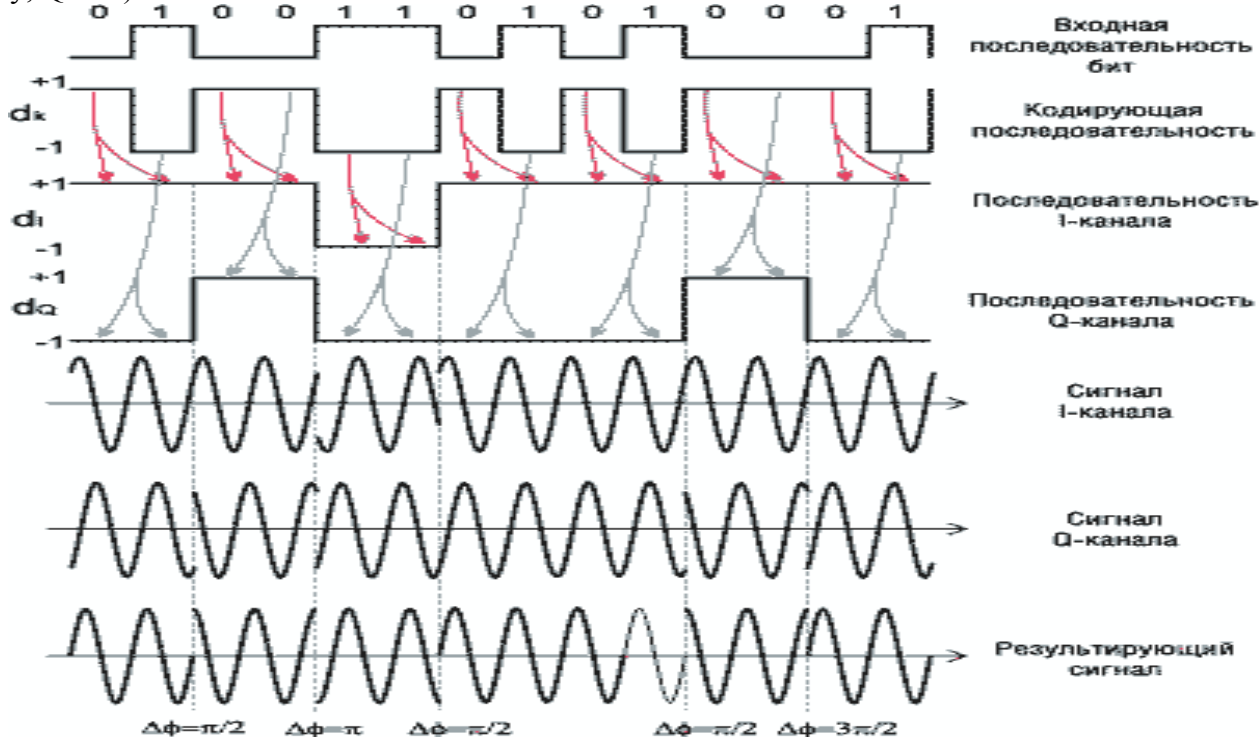 0 1 0 0 1 1 0 1 0 1 0 0 0 1
Входная
последовательность
бит
+1
dk
-1
Кодирующая
последовательность
+1
dI
-1
Последовательность
I-канала
+1
dQ
-1
Последовательность
Q-канала
Сигнал
I-канала
Сигнал
Q-канала
Результирующий
сигнал
Δφ=π/2 Δφ=π Δφ=π/2 Δφ=π/2 Δφ=3π/2